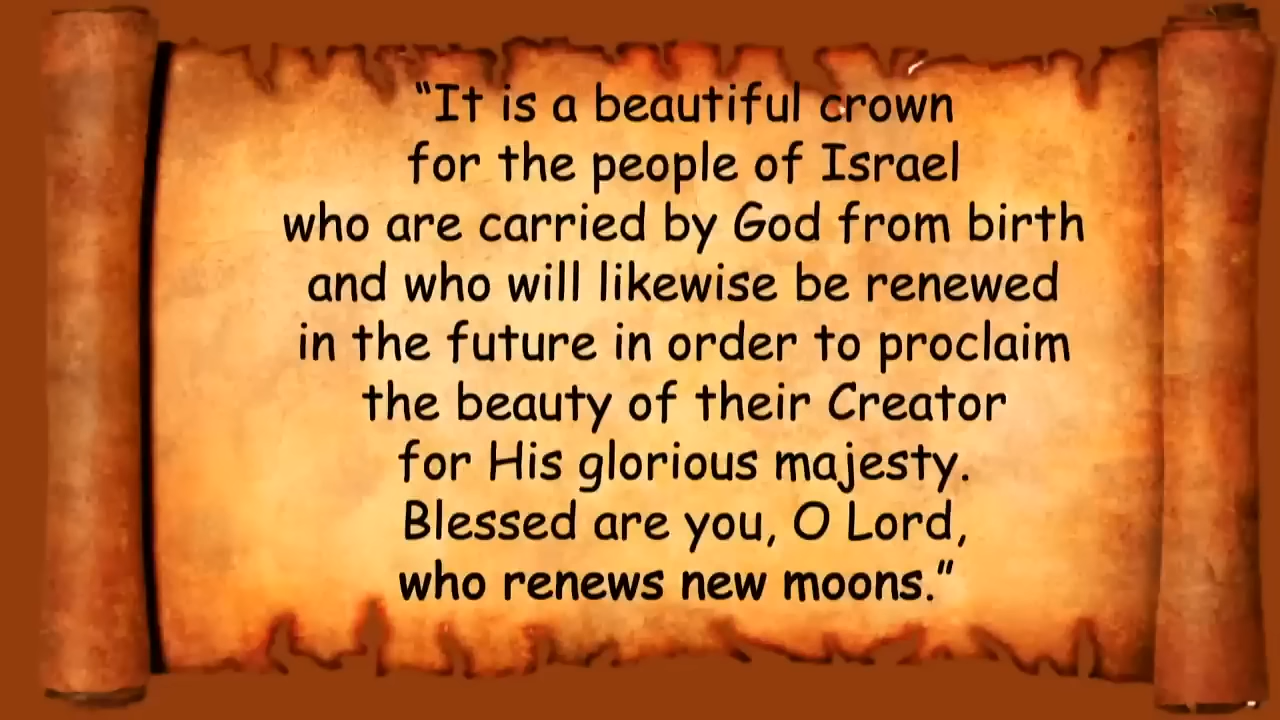 “It is a beautiful crown
for the people of Israel
who are carried by God from birth
and who will likewise be renewed
in the future in order to proclaim
the beauty of their Creator
for His glorious majesty.
Blessed are you, O Lord,
who renews new moons.”